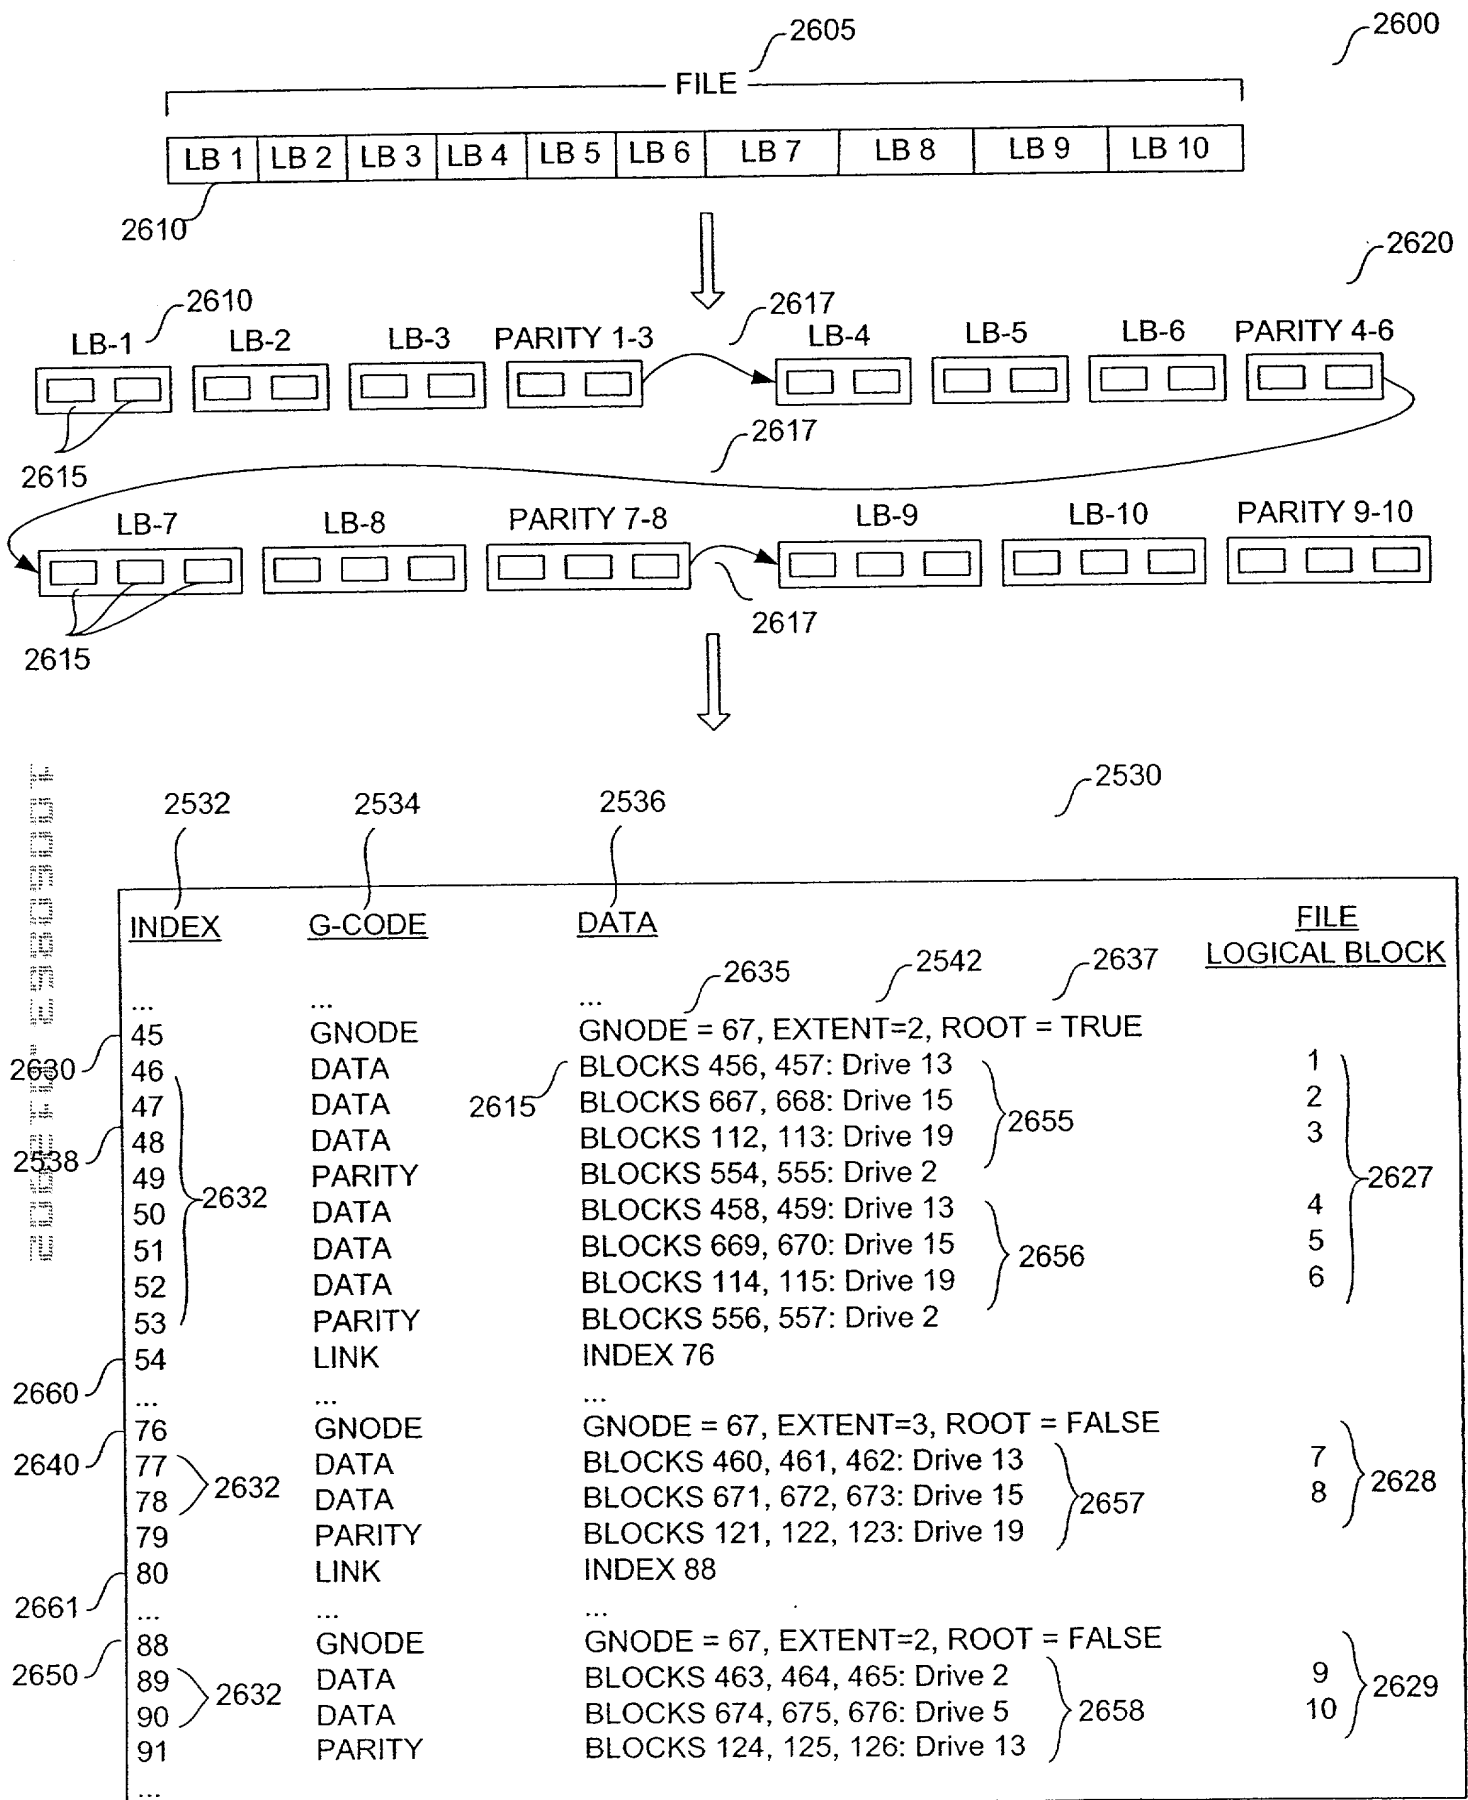 2605
2600
FILE
LB 1 LB 2 LB 3 LB 4 LB 5 LB 6 LB 7 LB 8 LB 9 LB 10
2610
2620
2610 2617
LB-1 LB-2 LB-3 PARITY 1-3 LB-4 LB-5 LB-6 PARITY 4-6
2617
2615
LB-7 LB-8 PARITY 7-8 LB-9 LB-10 PARITY 9-10
2617
2615
2530
2532 2534 2536
INDEX G-CODE DATA FILE
LOGICAL BLOCK
2635 2542 2637
... ... ...
45 GNODE GNODE = 67, EXTENT=2, ROOT = TRUE
2630 46 DATA BLOCKS 456, 457: Drive 13 1
47 DATA 2615 BLOCKS 667, 668: Drive 15 2
2655
48 DATA BLOCKS 112, 113: Drive 19 3
2538 49 PARITY BLOCKS 554, 555: Drive 2
2632 2627
50 DATA BLOCKS 458, 459: Drive 13 4
51 DATA BLOCKS 669, 670: Drive 15 5
2656
52 DATA BLOCKS 114, 115: Drive 19 6
53 PARITY BLOCKS 556, 557: Drive 2
54 LINK INDEX 76
2660
... ... ...
76 GNODE GNODE = 67, EXTENT=3, ROOT = FALSE
2640 77 DATA BLOCKS 460, 461, 462: Drive 13 7
2632 2628
78 DATA BLOCKS 671, 672, 673: Drive 15 2657 8
79 PARITY BLOCKS 121, 122, 123: Drive 19
80 LINK INDEX 88
2661
... ... ...
88 GNODE GNODE = 67, EXTENT=2, ROOT = FALSE
2650 89 DATA BLOCKS 463, 464, 465: Drive 2 9
2632 2629
90 DATA BLOCKS 674, 675, 676: Drive 5 2658 10
91 PARITY BLOCKS 124, 125, 126: Drive 13
...